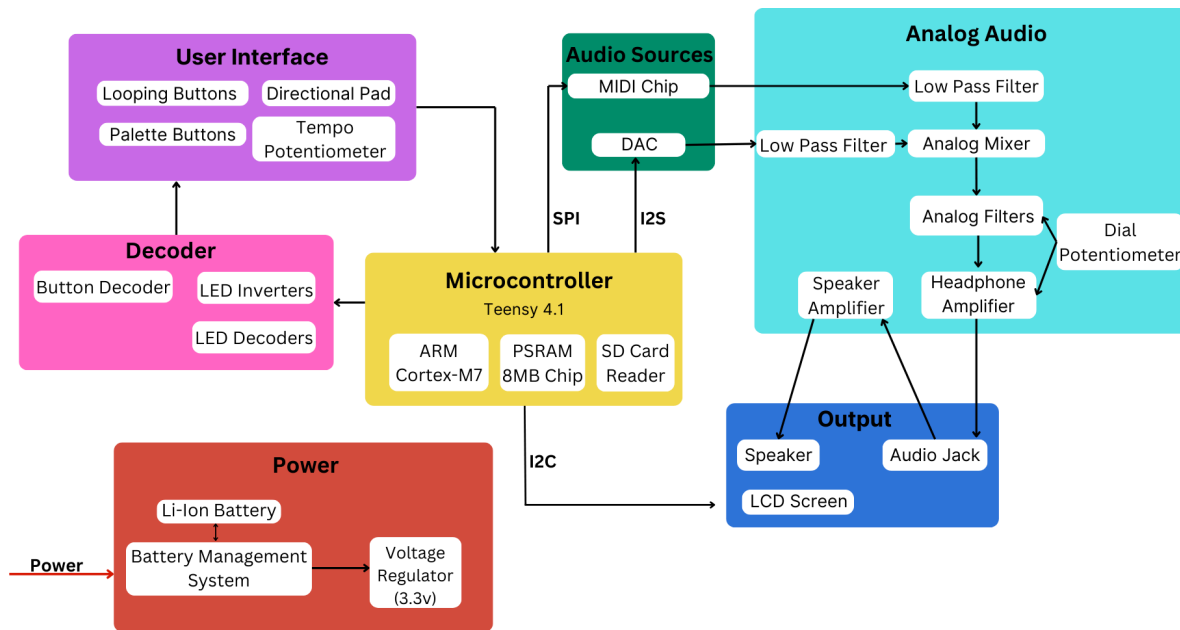 User Interface
Looping Buttons
Directional Pad
Palette Buttons
Tempo
Potentiometer
Audio Sources
MIDI Chip
DAC
Analog Audio
Low Pass Filter
Low Pass Filter
Analog Mixer
Analog Filters
Dial
Potentiometer
Speaker
Amplifier
Headphone
Amplifier
SPI
I2S
Decoder
Button Decoder
LED Inverters
LED Decoders
Microcontroller
Teensy 4.1
ARM
Cortex-M7
PSRAM
8MB Chip
SD Card
Reader
I2C
Output
Speaker
Audio Jack
LCD Screen
Power
Power
Li-Ion Battery
Battery Management
System
Voltage
Regulator
(3.3v)